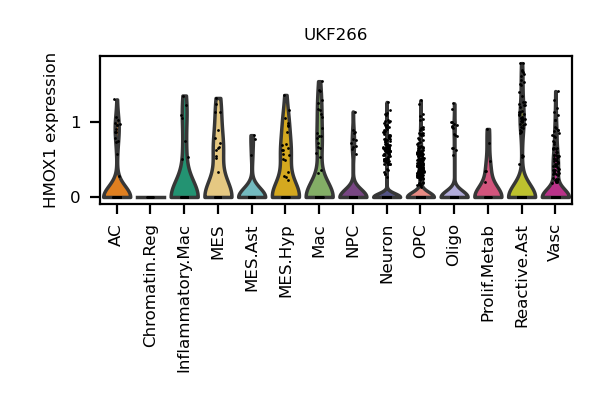 UKF266
HMOX1 expression
1
0
AC
Chromatin.Reg
Inflammatory.Mac
MES
MES.Ast
MES.Hyp
Mac
NPC
Neuron
OPC
Oligo
Prolif.Metab
Reactive.Ast
Vasc